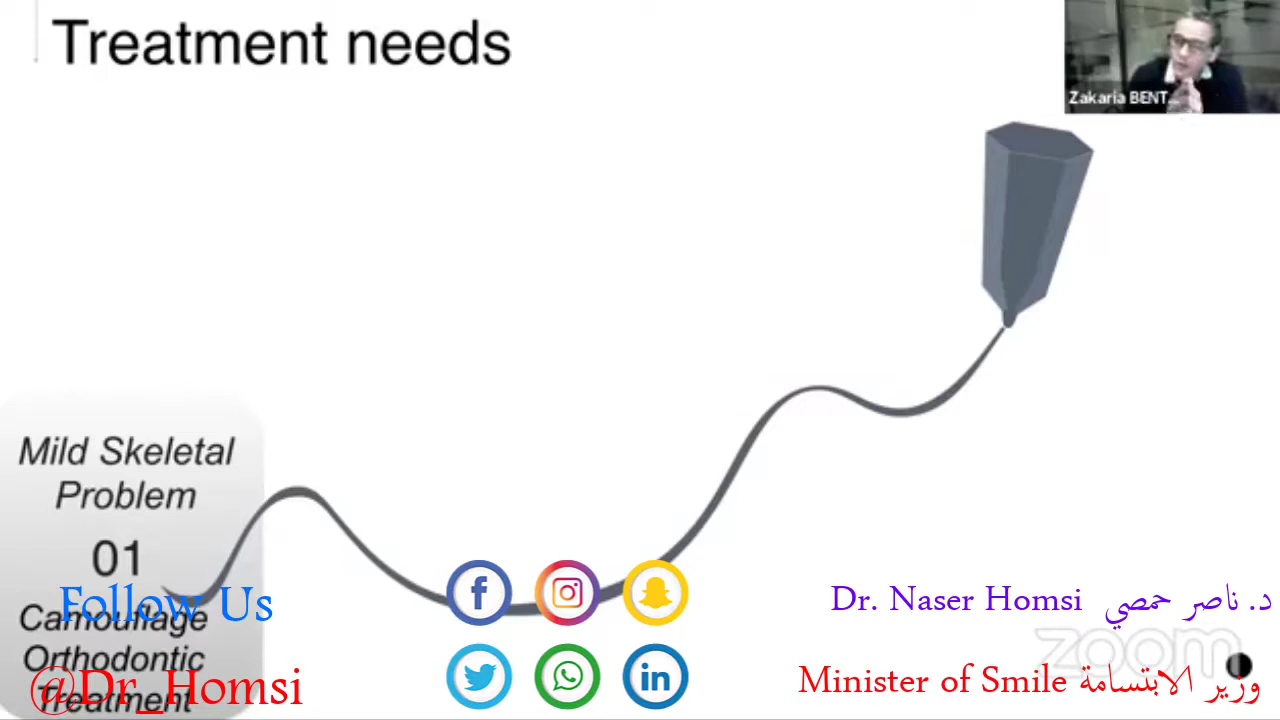 Treatment needs
Zakaria BENT...
Mild Skeletal
Problem
01
Camouflage
Orthodontic
Treatment
Follow Us
@Dr_Homsi
Dr. Naser Homsi د. ناصر حمصي
Minister of Smile وزير الابتسامة
zoom